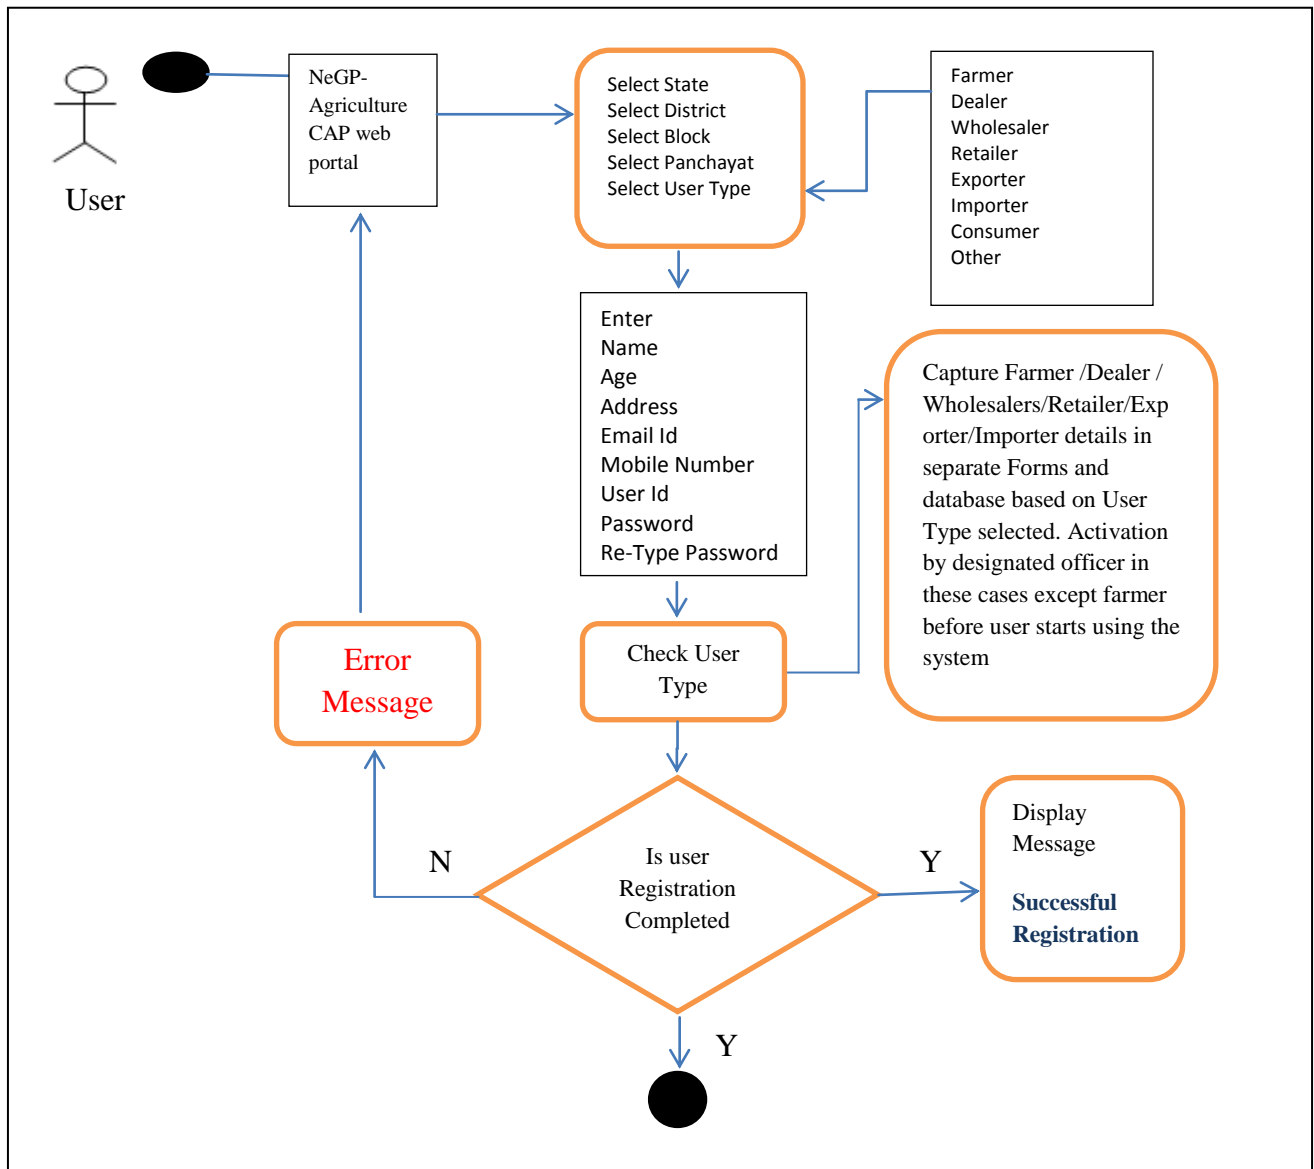 User
NeGP-
Agriculture
CAP web
portal
Select State
Select District
Select Block
Select Panchayat
Select User Type
Farmer
Dealer
Wholesaler
Retailer
Exporter
Importer
Consumer
Other
Enter
Name
Age
Address
Email Id
Mobile Number
User Id
Password
Re-Type Password
Capture Farmer /Dealer /
Wholesalers/Retailer/Exp
orter/Importer details in
separate Forms and
database based on User
Type selected. Activation
by designated officer in
these cases except farmer
before user starts using the
system
Check User
Type
Error
Message
Is user
Registration
Completed
N
Y
Display
Message
Successful
Registration
Y